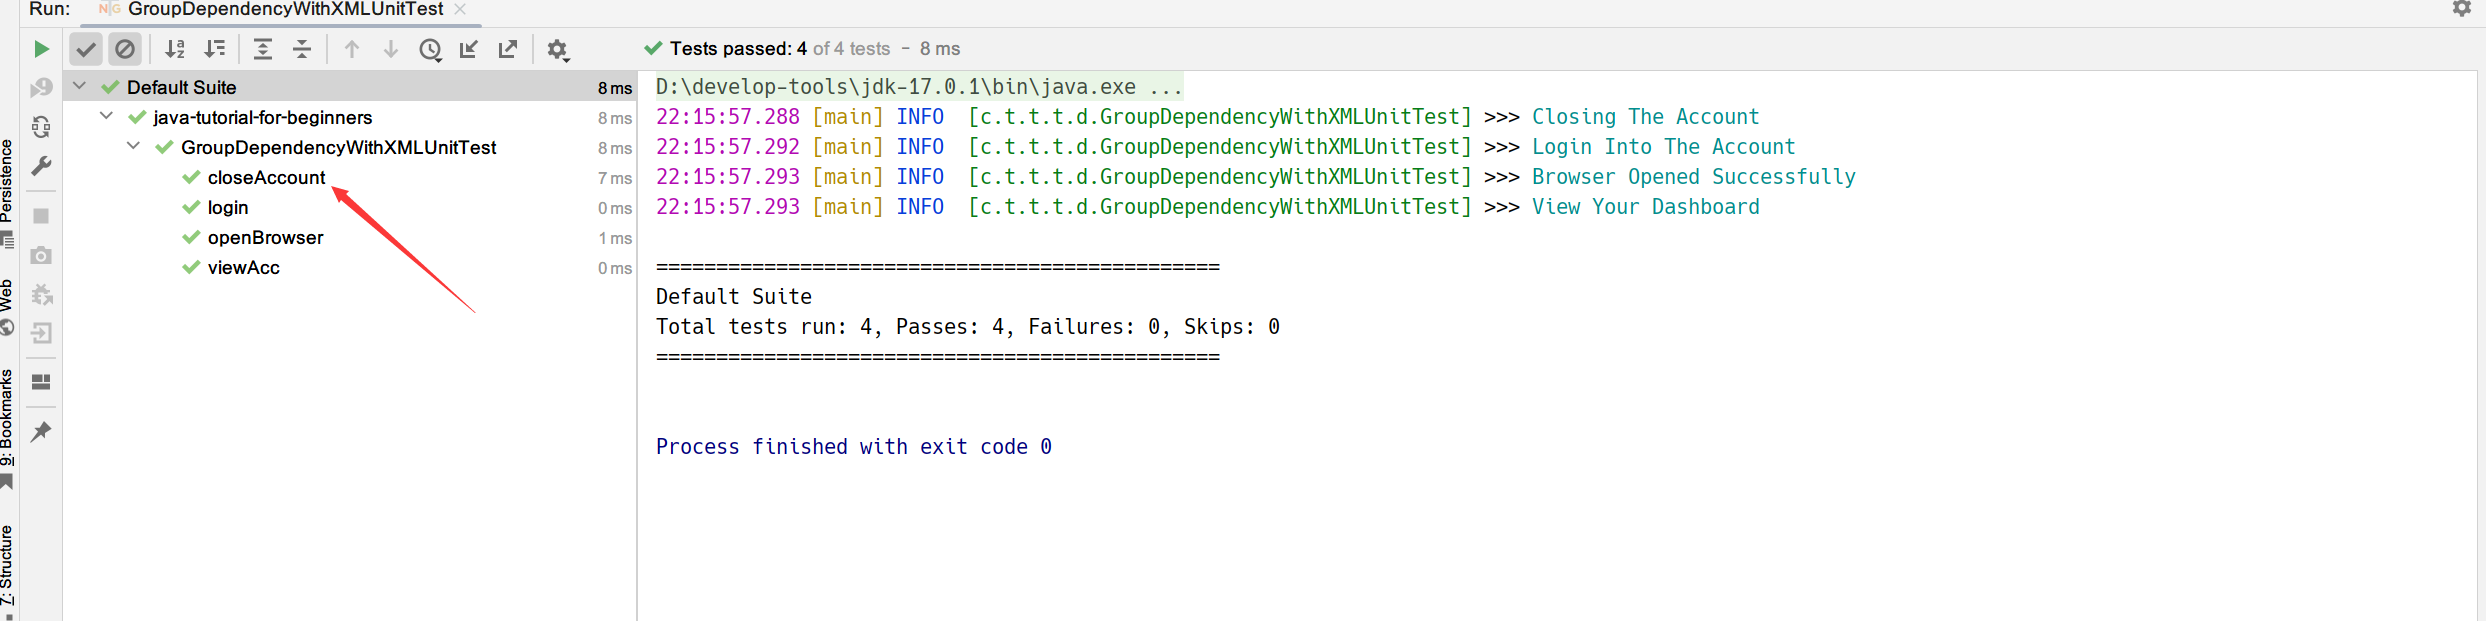 Run: NG GroupDependencyWithXMLUnitTest
Tests passed: 4 of 4 tests – 8 ms
Default Suite 8 ms
java-tutorial-for-beginners 8 ms
GroupDependencyWithXMLUnitTest 8 ms
closeAccount 7 ms
login 0 ms
openBrowser 1 ms
viewAcc 0 ms
D:\develop-tools\jdk-17.0.1\bin\java.exe ...
22:15:57.288 [main] INFO  [c.t.t.t.d.GroupDependencyWithXMLUnitTest] >>> Closing The Account
22:15:57.292 [main] INFO  [c.t.t.t.d.GroupDependencyWithXMLUnitTest] >>> Login Into The Account
22:15:57.293 [main] INFO  [c.t.t.t.d.GroupDependencyWithXMLUnitTest] >>> Browser Opened Successfully
22:15:57.293 [main] INFO  [c.t.t.t.d.GroupDependencyWithXMLUnitTest] >>> View Your Dashboard
===============================================
Default Suite
Total tests run: 4, Passes: 4, Failures: 0, Skips: 0
===============================================
Process finished with exit code 0
Persistence
Web
9: Bookmarks
7: Structure